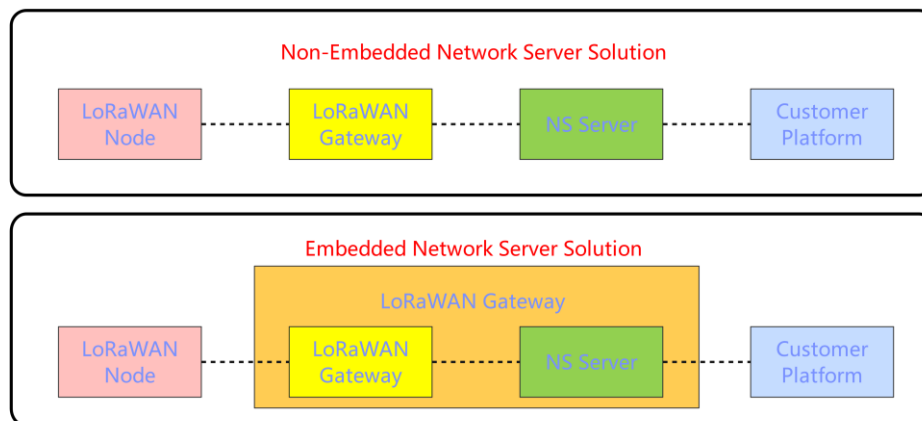 Non-Embedded Network Server Solution
LoRaWAN
Node
LoRaWAN
Gateway
NS Server
Customer
Platform
Embedded Network Server Solution
LoRaWAN Gateway
LoRaWAN
Node
LoRaWAN
Gateway
NS Server
Customer
Platform